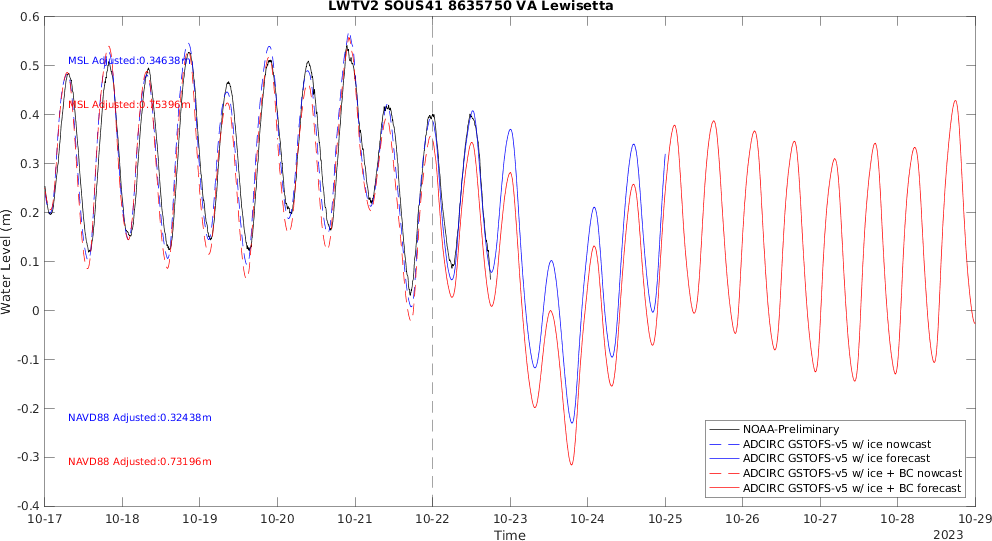 LWTV2 SOUS41 8635750 VA Lewisetta
0.6
0.5
0.4
0.3
0.2
0.1
0
-0.1
-0.2
-0.3
-0.4
Water Level (m)
MSL Adjusted:0.34638m
MSL Adjusted:0.75396m
NAVD88 Adjusted:0.32438m
NAVD88 Adjusted:0.73196m
NOAA-Preliminary
ADCIRC GSTOFS-v5 w/ ice nowcast
ADCIRC GSTOFS-v5 w/ ice forecast
ADCIRC GSTOFS-v5 w/ ice + BC nowcast
ADCIRC GSTOFS-v5 w/ ice + BC forecast
10-17 10-18 10-19 10-20 10-21 10-22 10-23 10-24 10-25 10-26 10-27 10-28 10-29
Time
2023